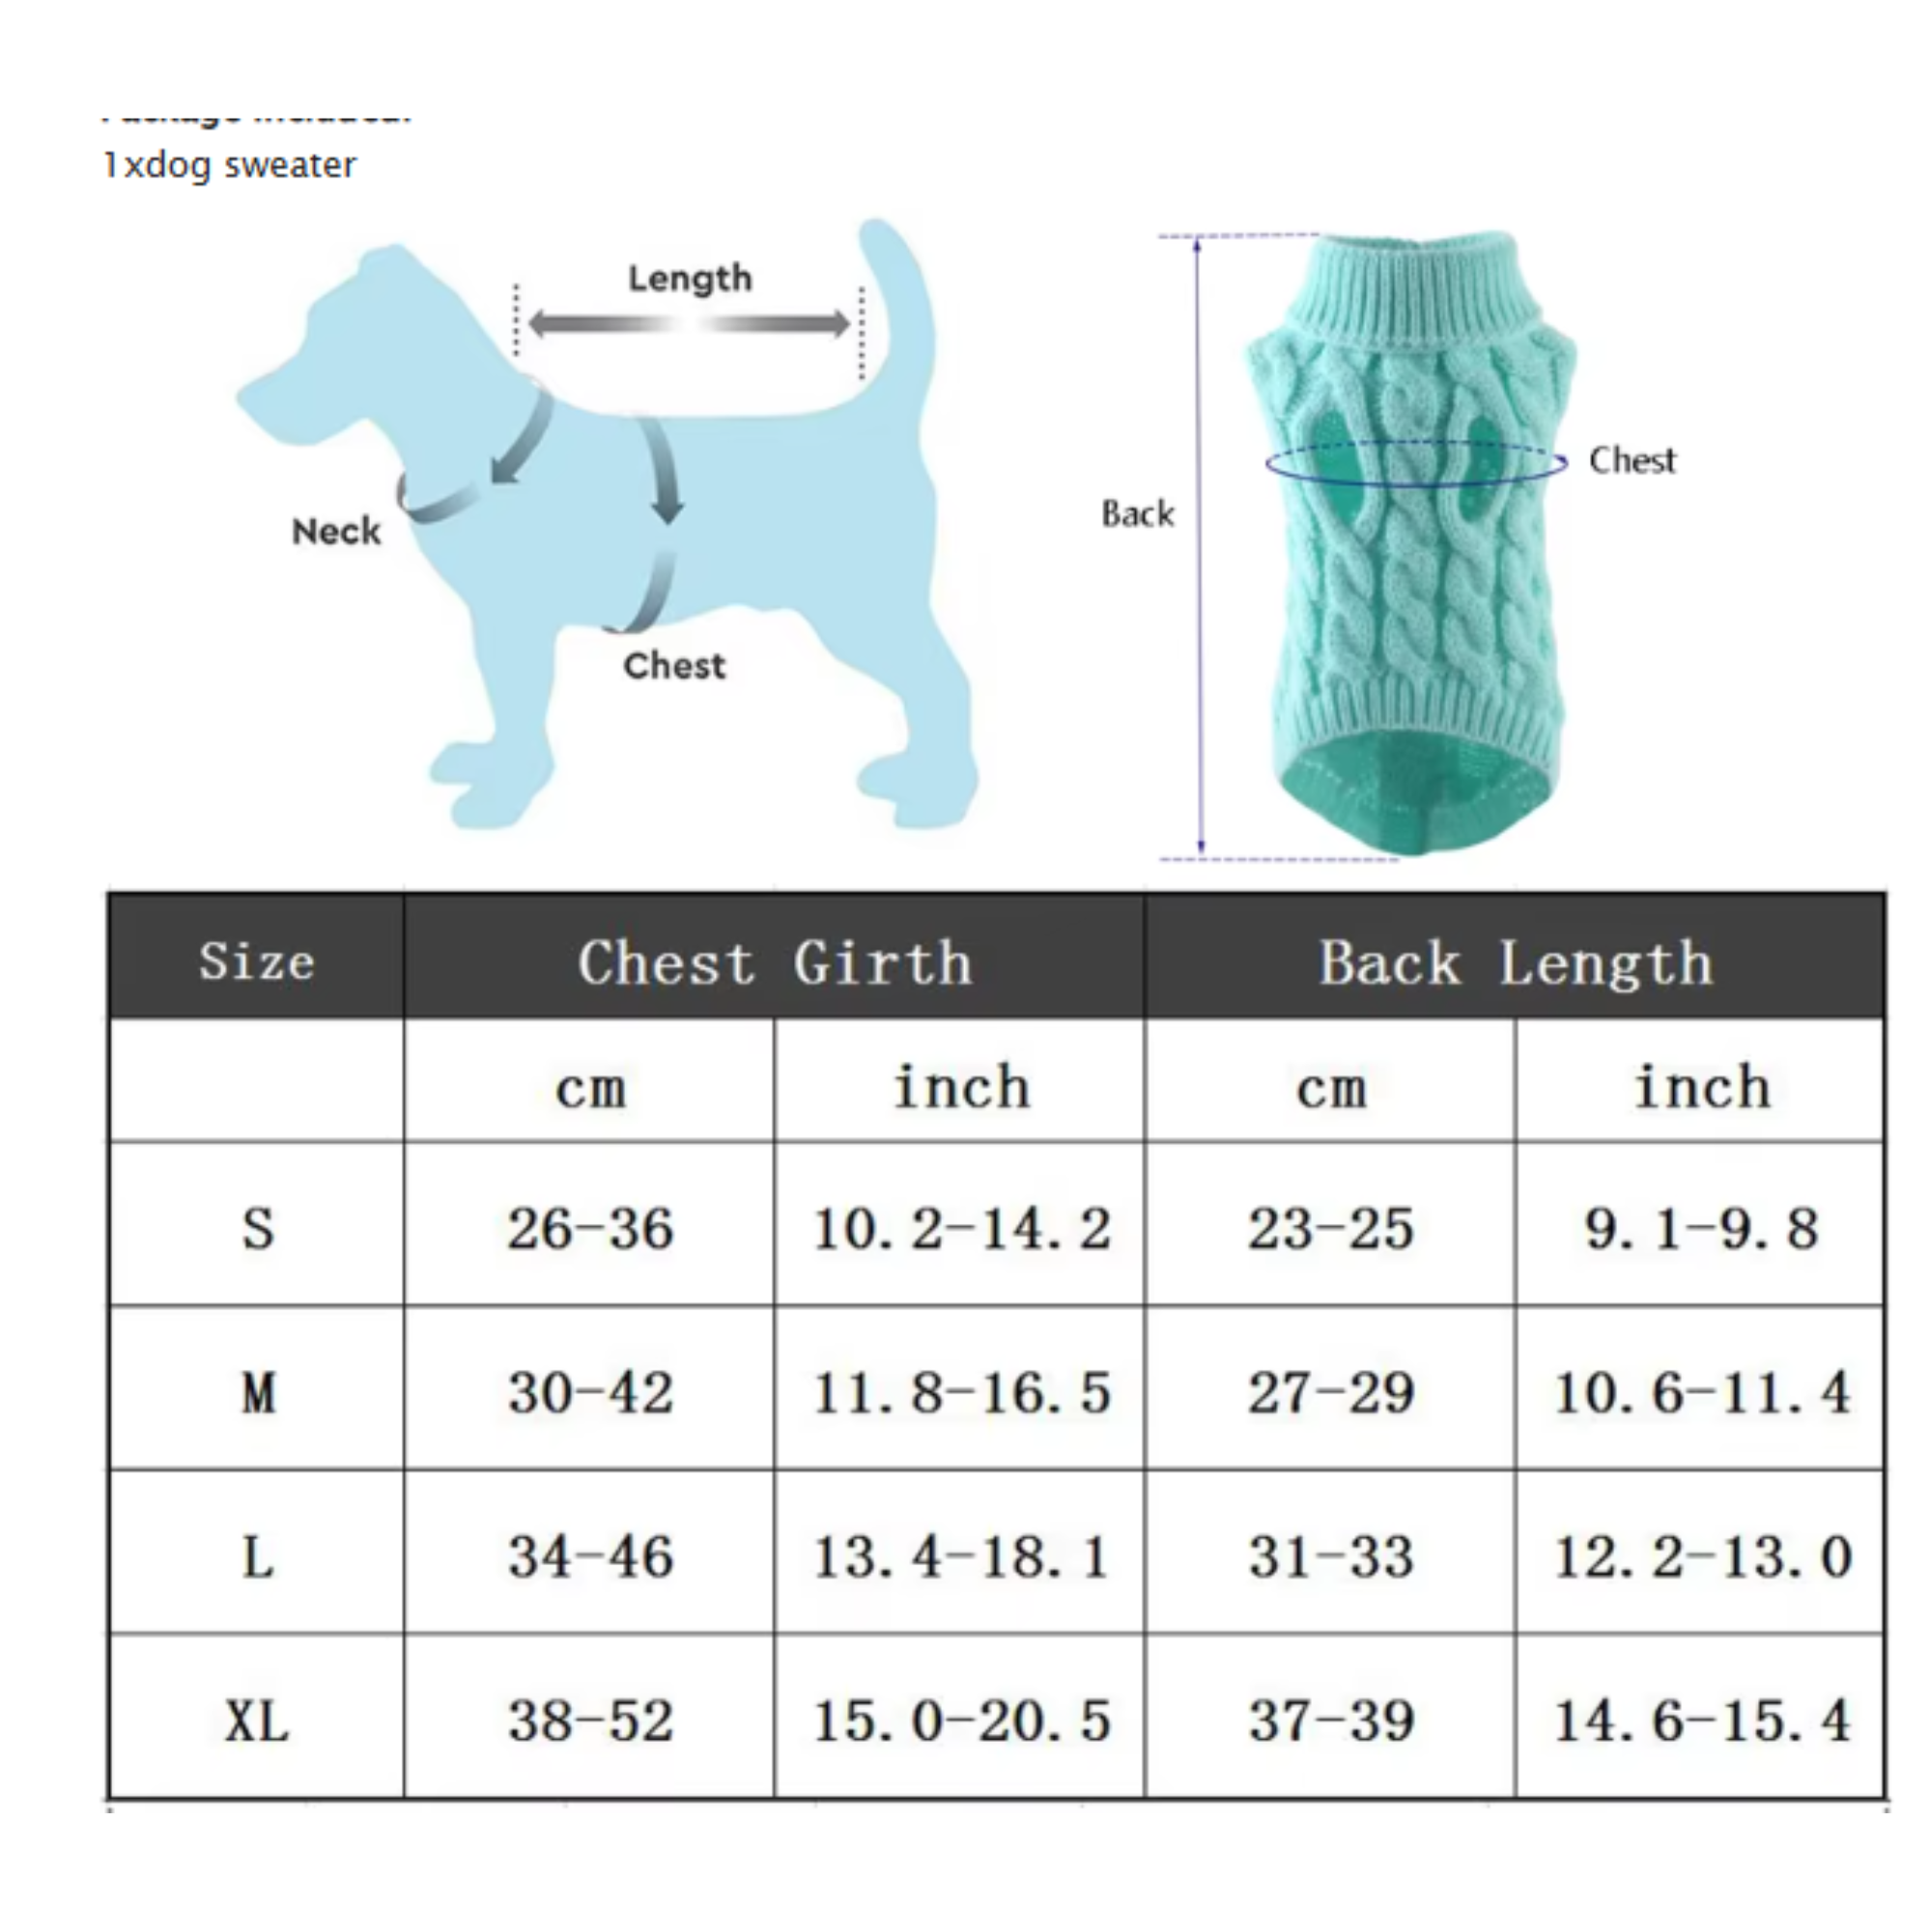 1xdog sweater
Length
Neck
Chest
Back
Chest
Size Chest Girth Back Length
cm inch cm inch
S 26-36 10.2-14.2 23-25 9.1-9.8
M 30-42 11.8-16.5 27-29 10.6-11.4
L 34-46 13.4-18.1 31-33 12.2-13.0
XL 38-52 15.0-20.5 37-39 14.6-15.4